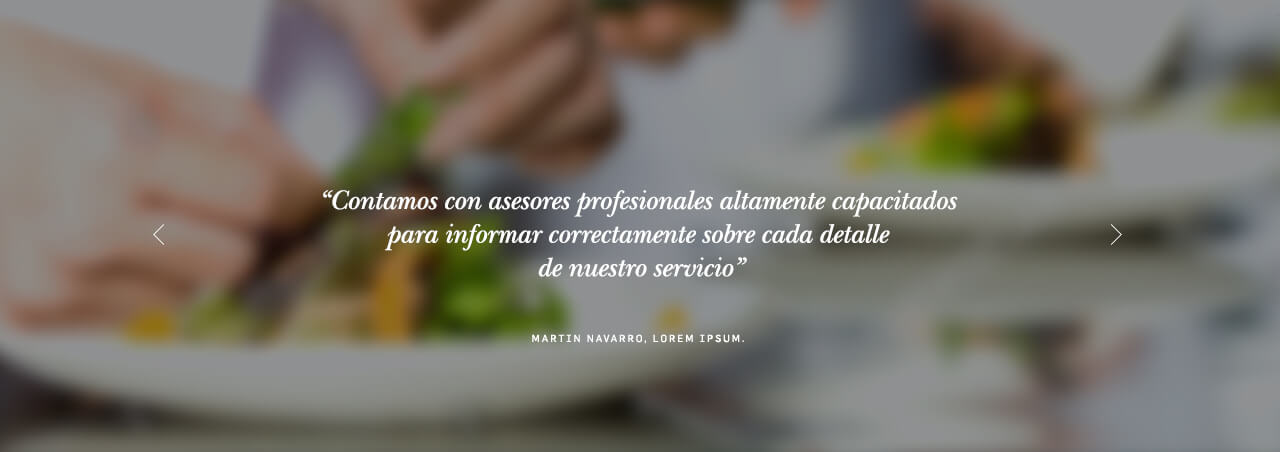 “Contamos con asesores profesionales altamente capacitados
para informar correctamente sobre cada detalle
de nuestro servicio”
MARTIN NAVARRO, LOREM IPSUM.